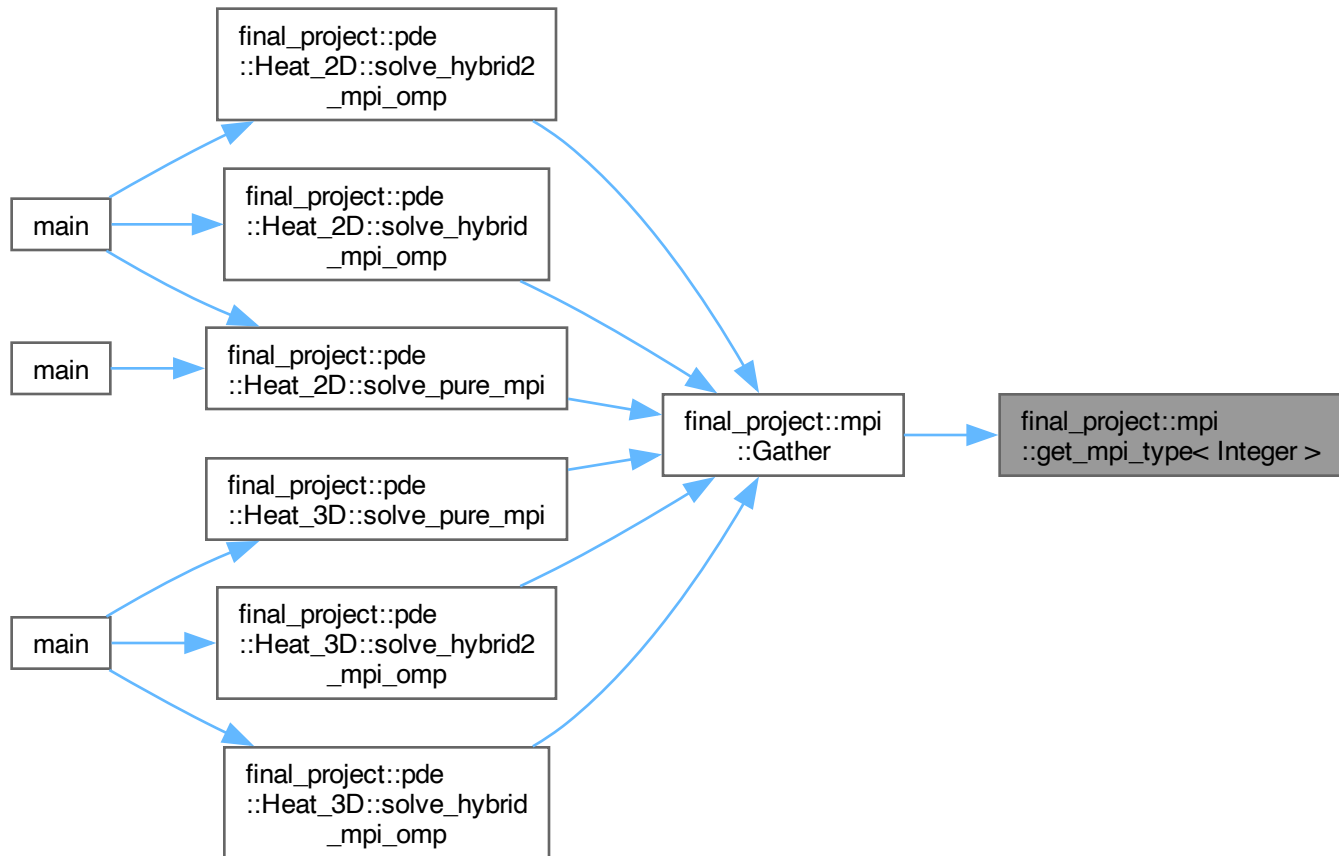 final_project::pde
::Heat_2D::solve_hybrid2
_mpi_omp
main
final_project::pde
::Heat_2D::solve_hybrid
_mpi_omp
main
final_project::pde
::Heat_2D::solve_pure_mpi
final_project::mpi
::Gather
final_project::mpi
::get_mpi_type< Integer >
final_project::pde
::Heat_3D::solve_pure_mpi
main
final_project::pde
::Heat_3D::solve_hybrid2
_mpi_omp
final_project::pde
::Heat_3D::solve_hybrid
_mpi_omp